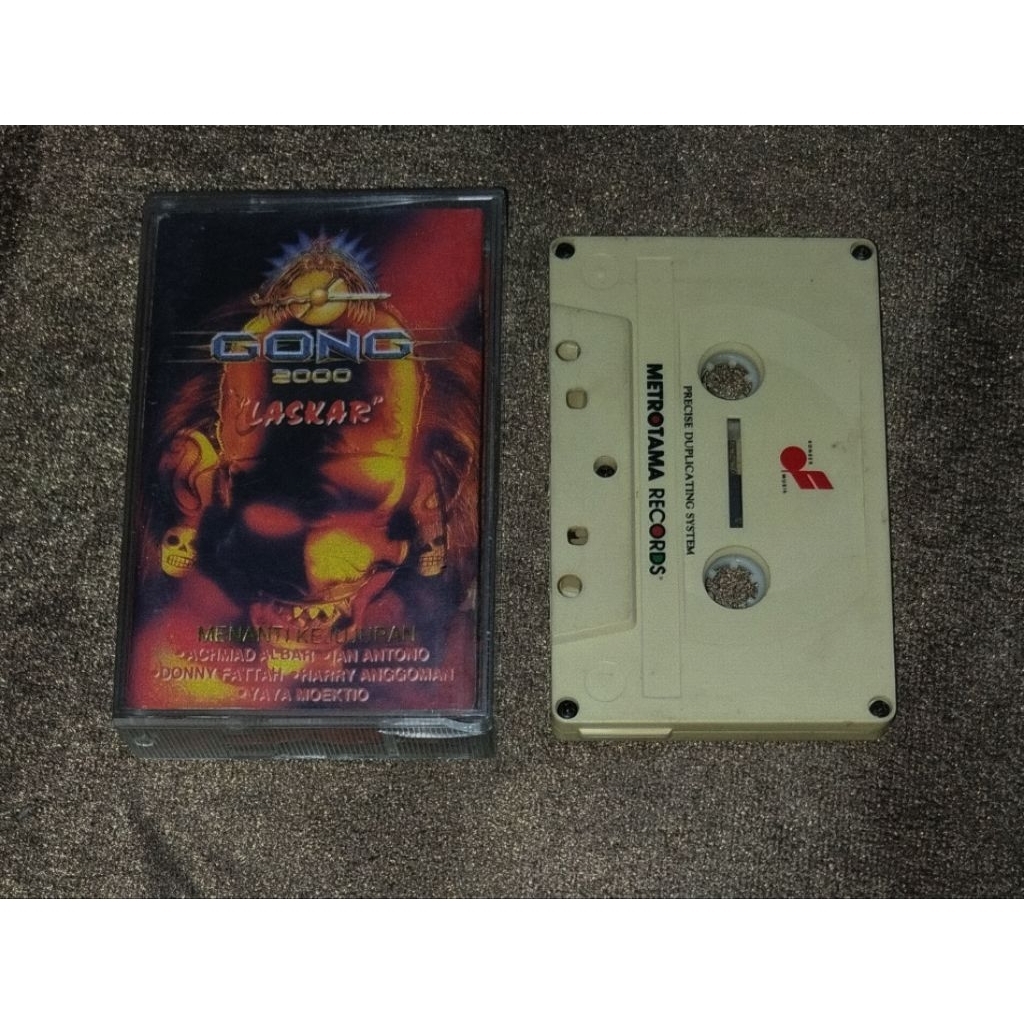 GONG
2000
"LASKAR"
MENANTI KEJUJURAN
•ACHMAD ALBAR •IAN ANTONO
•DONNY FATTAH •HARRY ANGGOMAN
•YAYA MOEKTIO
METROTAMA RECORDS
PRECISE DUPLICATING SYSTEM
MUSIK